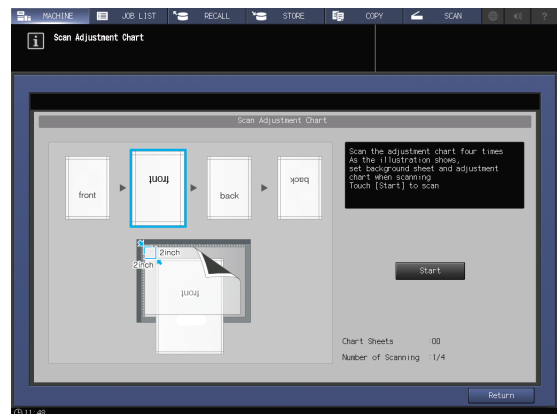 MACHINE JOB LIST RECALL STORE COPY SCAN
Scan Adjustment Chart
Scan Adjustment Chart
front
front
back
back
Scan the adjustment chart four times
As the illustration shows,
set background sheet and adjustment
chart when scanning
Touch [Start] to scan
2inch
2inch
front
Start
Chart Sheets :00
Number of Scanning :1/4
Return
11:48